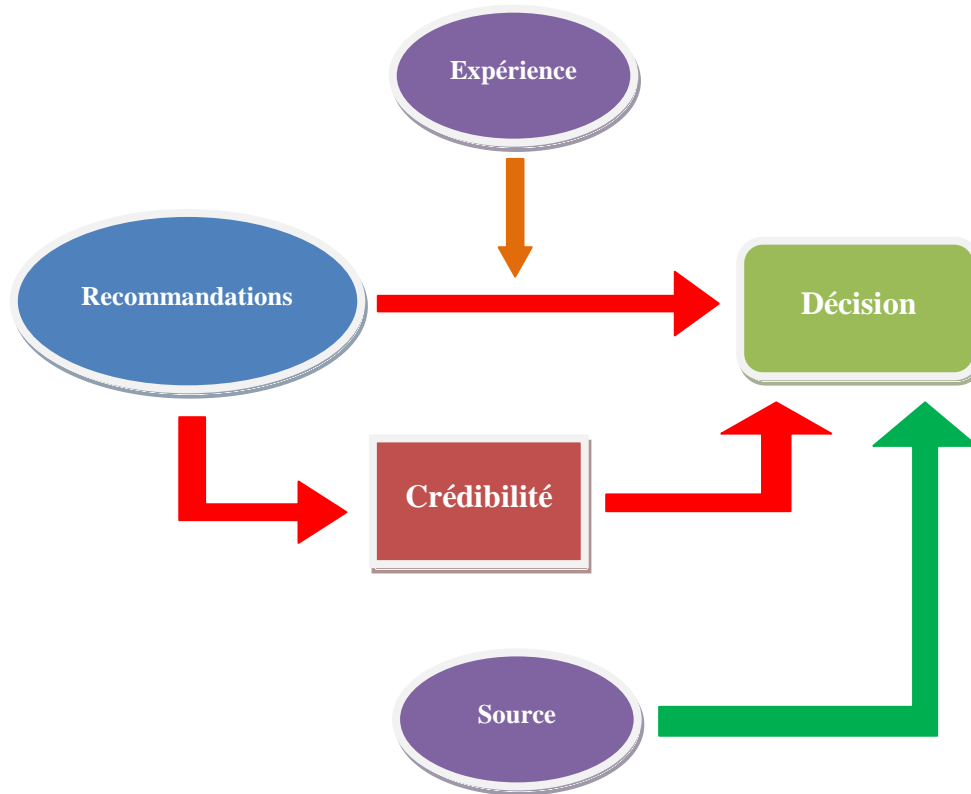 Expérience
Recommandations
Décision
Crédibilité
Source